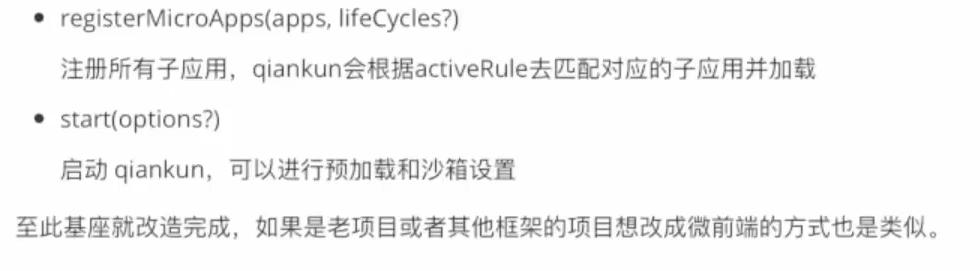 • registerMicroApps(apps, lifeCycles?)
注册所有子应用，qiankun会根据activeRule去匹配对应的子应用并加载
• start(options?)
启动 qiankun，可以进行预加载和沙箱设置
至此基座就改造完成，如果是老项目或者其他框架的项目想改成微前端的方式也是类似。